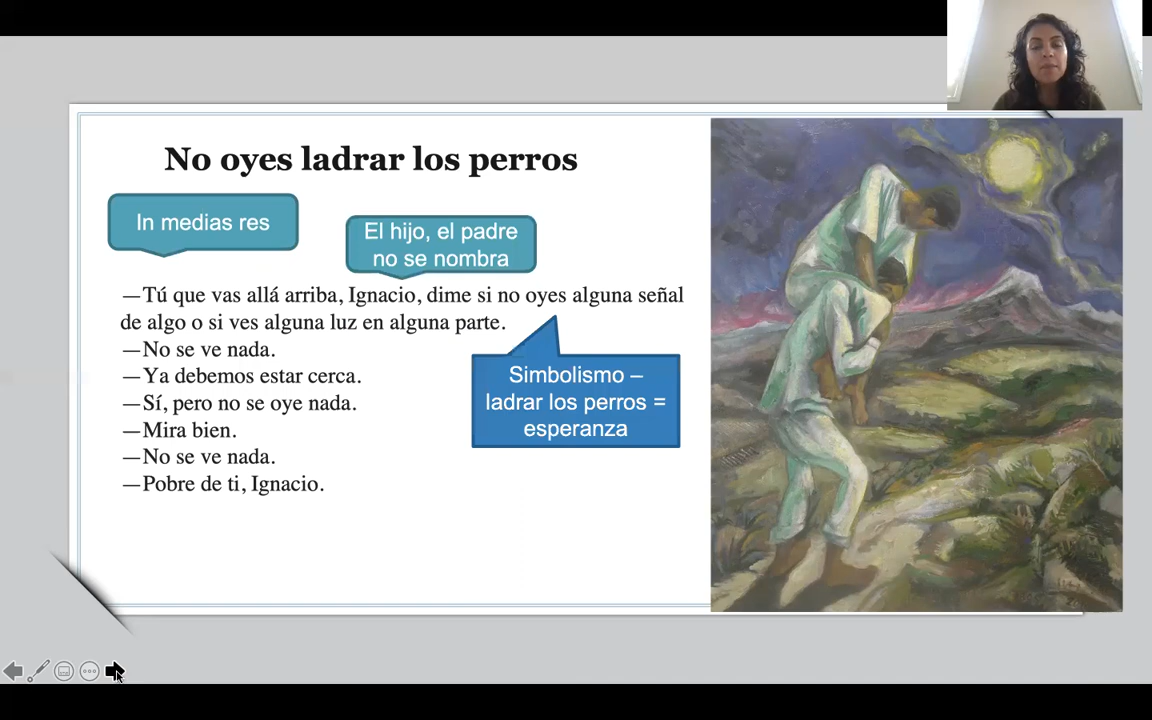 No oyes ladrar los perros
In medias res
El hijo, el padre
no se nombra
—Tú que vas allá arriba, Ignacio, dime si no oyes alguna señal
de algo o si ves alguna luz en alguna parte.
—No se ve nada.
—Ya debemos estar cerca.
—Sí, pero no se oye nada.
—Mira bien.
—No se ve nada.
—Pobre de ti, Ignacio.
Simbolismo –
ladrar los perros =
esperanza